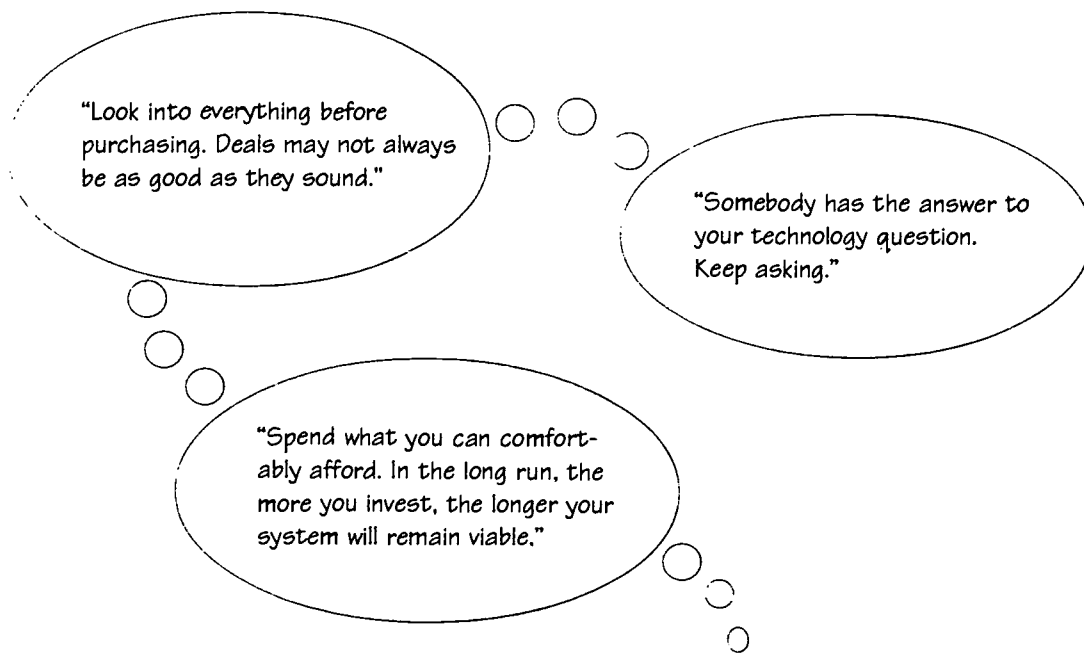 "Look into everything before
purchasing. Deals may not always
be as good as they sound."
"Somebody has the answer to
your technology question.
Keep asking."
"Spend what you can comfort-
ably afford. In the long run, the
more you invest, the longer your
system will remain viable."